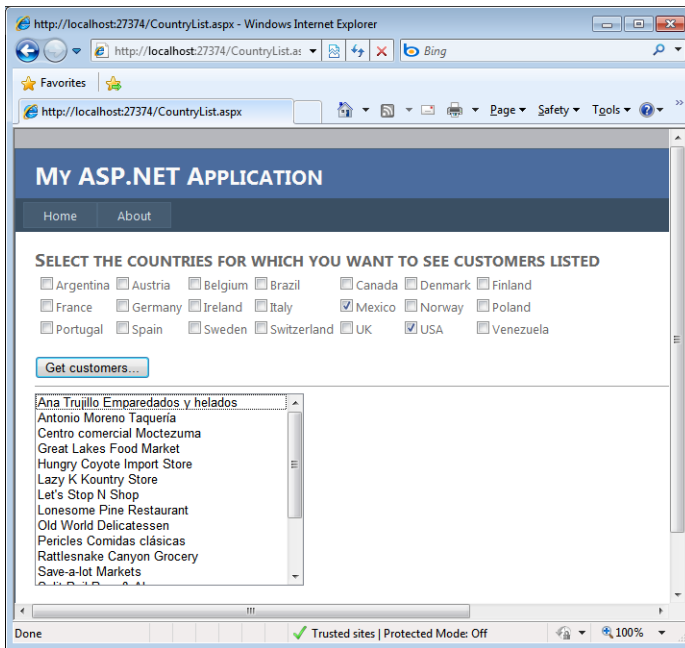 http://localhost:27374/CountryList.aspx - Windows Internet Explorer
http://localhost:27374/CountryList.as Bing
Favorites
http://localhost:27374/CountryList.aspx Page Safety Tools »
MY ASP.NET APPLICATION
Home About
SELECT THE COUNTRIES FOR WHICH YOU WANT TO SEE CUSTOMERS LISTED
Argentina Austria Belgium Brazil Canada Denmark Finland
France Germany Ireland Italy Mexico Norway Poland
Portugal Spain Sweden Switzerland UK USA Venezuela
Get customers...
Ana Trujillo Emparedados y helados
Antonio Moreno Taquería
Centro comercial Moctezuma
Great Lakes Food Market
Hungry Coyote Import Store
Lazy K Kountry Store
Let's Stop N Shop
Lonesome Pine Restaurant
Old World Delicatessen
Pericles Comidas clásicas
Rattlesnake Canyon Grocery
Save-a-lot Markets
Done Trusted sites | Protected Mode: Off 100%